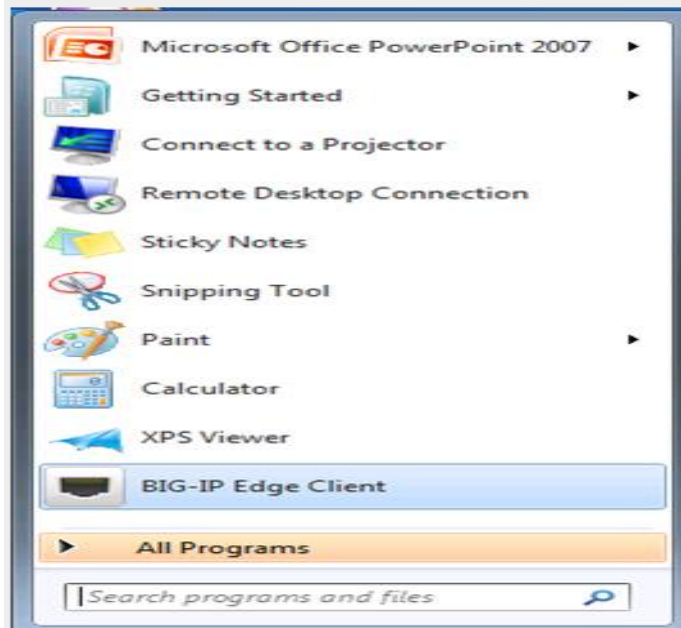 Microsoft Office PowerPoint 2007
Getting Started
Connect to a Projector
Remote Desktop Connection
Sticky Notes
Snipping Tool
Paint
Calculator
XPS Viewer
BIG-IP Edge Client
All Programs
Search programs and files